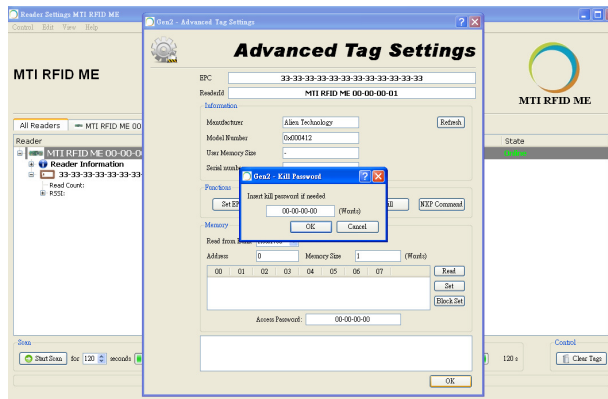 Reader Settings MTI RFID ME
Control Edit View Help
MTI RFID ME
All Readers
MTI RFID ME 00
Reader
MTI RFID ME 00-00-0
Reader Information
33-33-33-33-33-33-
Read Count:
RSSI:
Scan
Start Scan for 120 seconds
Gen2 - Advanced Tag Settings
Advanced Tag Settings
EPC 33-33-33-33-33-33-33-33-33-33-33-33
ReaderId MTI RFID ME 00-00-00-01
Information
Manufacturer Alien Technology Refresh
Model Number 0x000412
User Memory Size -
Serial number
Functions
Set EP
NXP Command
Gen2 - Kill Password
Insert kill password if needed
00-00-00-00 (Words)
OK Cancel
Memory
Read from
Address 0 Memory Size 1 (Words)
00 01 02 03 04 05 06 07
Read
Set
Block Set
Access Password: 00-00-00-00
OK
MTI RFID ME
State
120 s
Control
Clear Tags